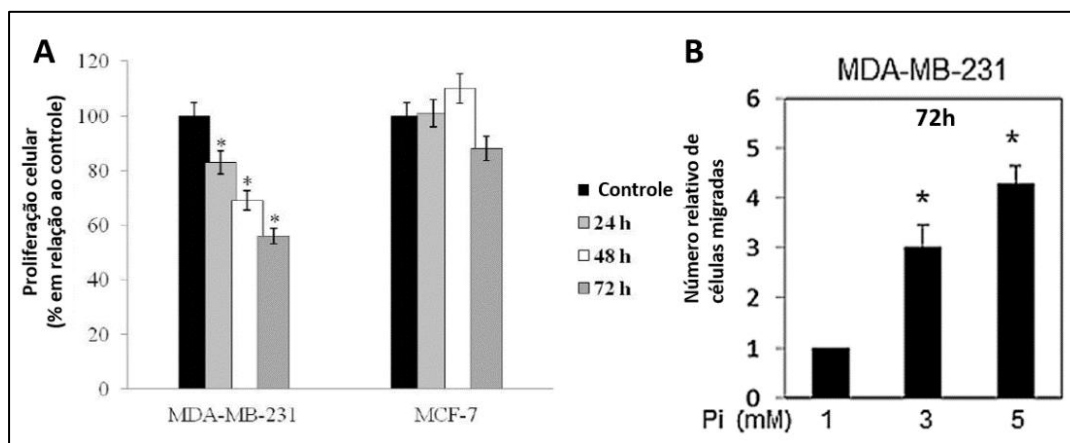 A
Proliferação celular
(% em relação ao controle)
120
100
80
60
40
20
0
*
*
*
MDA-MB-231
MCF-7
Controle
24 h
48 h
72 h
B
MDA-MB-231
72h
Número relativo de
células migradas
6
5
4
3
2
1
0
*
*
Pi (mM) 1 3 5